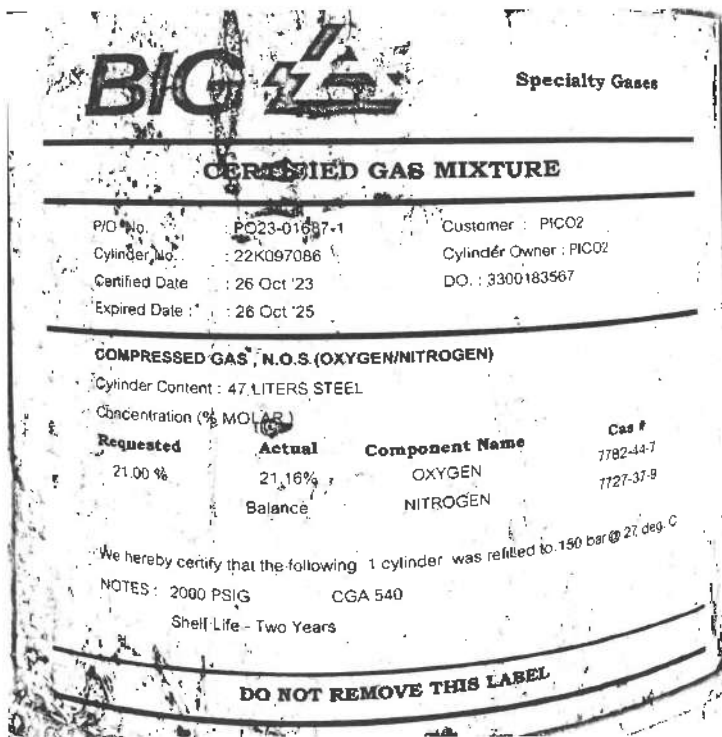 BIG
Specialty Gases
CERTIFIED GAS MIXTURE
P/O No. : PO23-01687-1 Customer : PICO2
Cylinder No. : 22K097086 Cylinder Owner : PICO2
Certified Date : 26 Oct '23 DO. : 3300183567
Expired Date : 26 Oct '25
COMPRESSED GAS, N.O.S.(OXYGEN/NITROGEN)
Cylinder Content : 47 LITERS STEEL
Concentration (% MOLAR)
Requested Actual Component Name Cas #
21.00 % 21,16% OXYGEN 7782-44-7
Balance NITROGEN 7727-37-9
We hereby certify that the following 1 cylinder was refilled to 150 bar @ 27 deg. C
NOTES : 2000 PSIG CGA 540
Shelf Life - Two Years
DO NOT REMOVE THIS LABEL